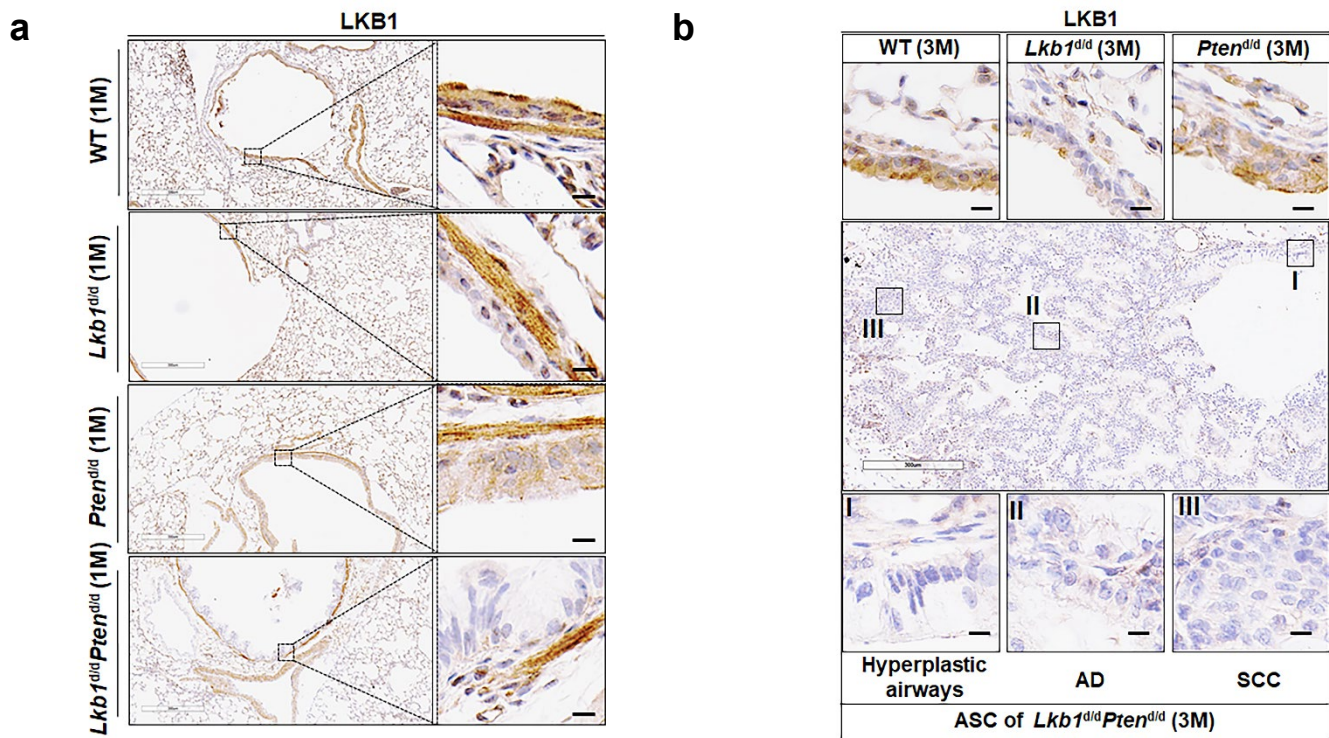 a
LKB1
WT (1M)
Lkb1d/d (1M)
Ptend/d (1M)
Lkb1d/dPtend/d (1M)
b
LKB1
WT (3M)
Lkb1d/d (3M)
Ptend/d (3M)
I
II
III
300um
I
II
III
Hyperplastic
airways
AD
SCC
ASC of Lkb1d/dPtend/d (3M)